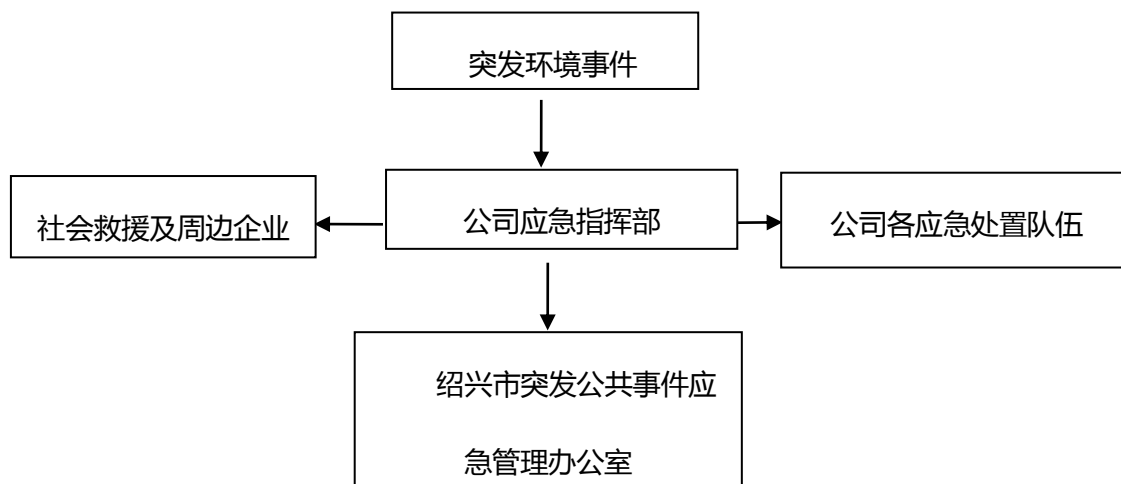 突发环境事件
社会救援及周边企业
公司应急指挥部
公司各应急处置队伍
绍兴市突发公共事件应
急管理办公室